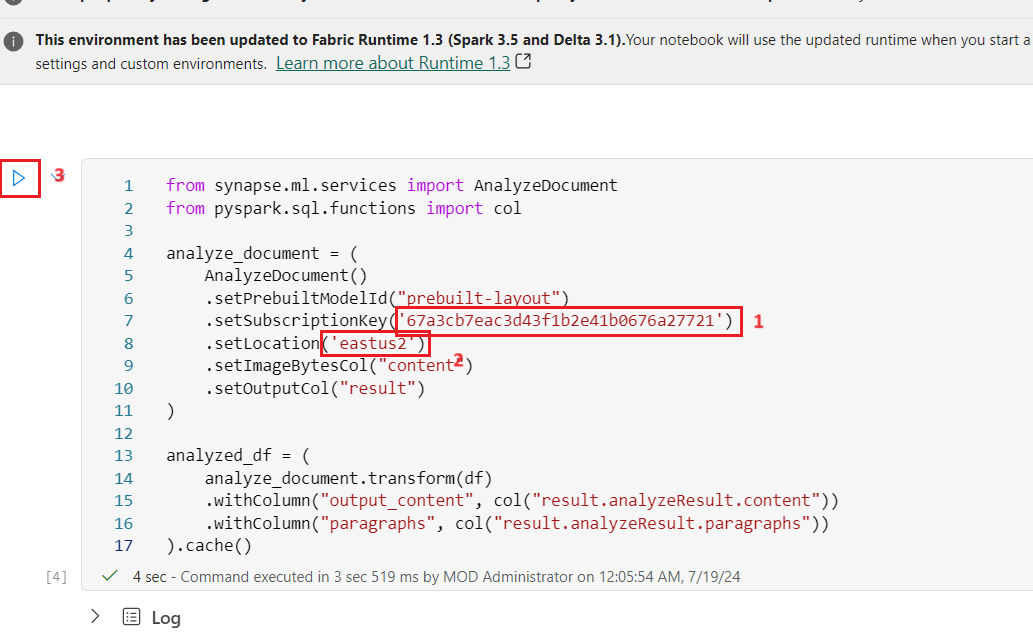 This environment has been updated to Fabric Runtime 1.3 (Spark 3.5 and Delta 3.1).Your notebook will use the updated runtime when you start a
settings and custom environments. Learn more about Runtime 1.3
3
1 from synapse.ml.services import AnalyzeDocument
2 from pyspark.sql.functions import col
3
4 analyze_document = (
5 AnalyzeDocument()
6 .setPrebuiltModelId("prebuilt-layout")
7 .setSubscriptionKey('67a3cb7eac3d43f1b2e41b0676a27721') 1
8 .setLocation('eastus2')
2
9 .setImageBytesCol("content")
10 .setOutputCol("result")
11 )
12
13 analyzed_df = (
14 analyze_document.transform(df)
15 .withColumn("output_content", col("result.analyzeResult.content"))
16 .withColumn("paragraphs", col("result.analyzeResult.paragraphs"))
17 ).cache()
[4] 4 sec - Command executed in 3 sec 519 ms by MOD Administrator on 12:05:54 AM, 7/19/24
Log